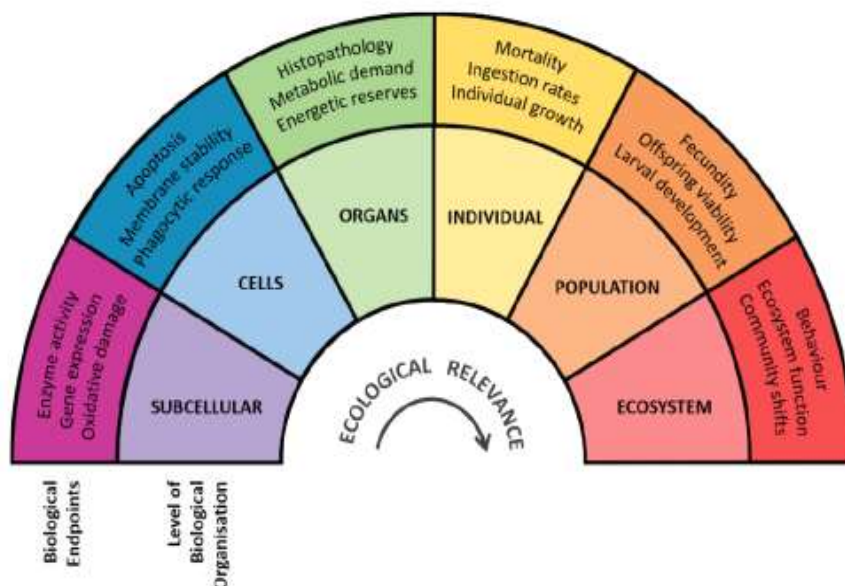 Enzyme activity
Gene expression
Oxidative damage
SUBCELLULAR
Apoptosis
Membrane stability
Phagocytic response
CELLS
Histopathology
Metabolic demand
Energetic reserves
ORGANS
Mortality
Ingestion rates
Individual growth
INDIVIDUAL
Fecundity
Offspring viability
Larval development
POPULATION
Behaviour
Ecosystem function
Community shifts
ECOSYSTEM
ECOLOGICAL RELEVANCE
Biological
Endpoints
Level of
Biological
Organisation